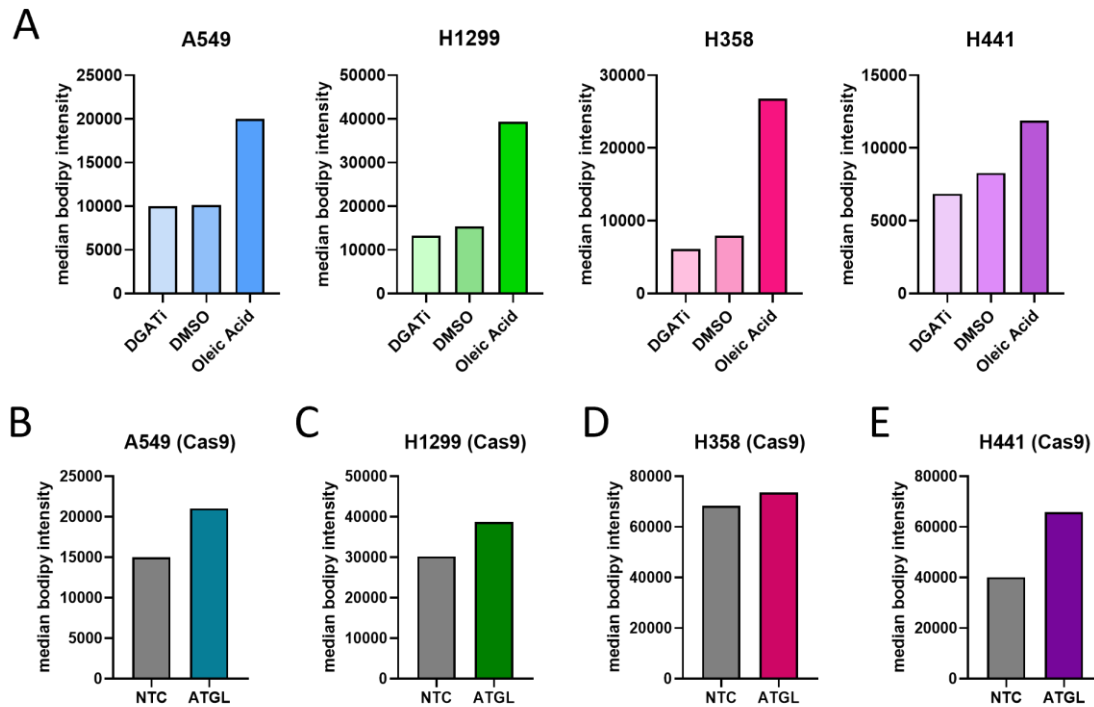 A
A549
median bodipy intensity
25000
20000
15000
10000
5000
0
DGATi
DMSO
Oleic Acid
H1299
median bodipy intensity
50000
40000
30000
20000
10000
0
DGATi
DMSO
Oleic Acid
H358
median bodipy intensity
30000
20000
10000
0
DGATi
DMSO
Oleic Acid
H441
median bodipy intensity
15000
10000
5000
0
DGATi
DMSO
Oleic Acid
B
A549 (Cas9)
median bodipy intensity
25000
20000
15000
10000
5000
0
NTC
ATGL
C
H1299 (Cas9)
median bodipy intensity
50000
40000
30000
20000
10000
0
NTC
ATGL
D
H358 (Cas9)
median bodipy intensity
80000
60000
40000
20000
0
NTC
ATGL
E
H441 (Cas9)
median bodipy intensity
80000
60000
40000
20000
0
NTC
ATGL